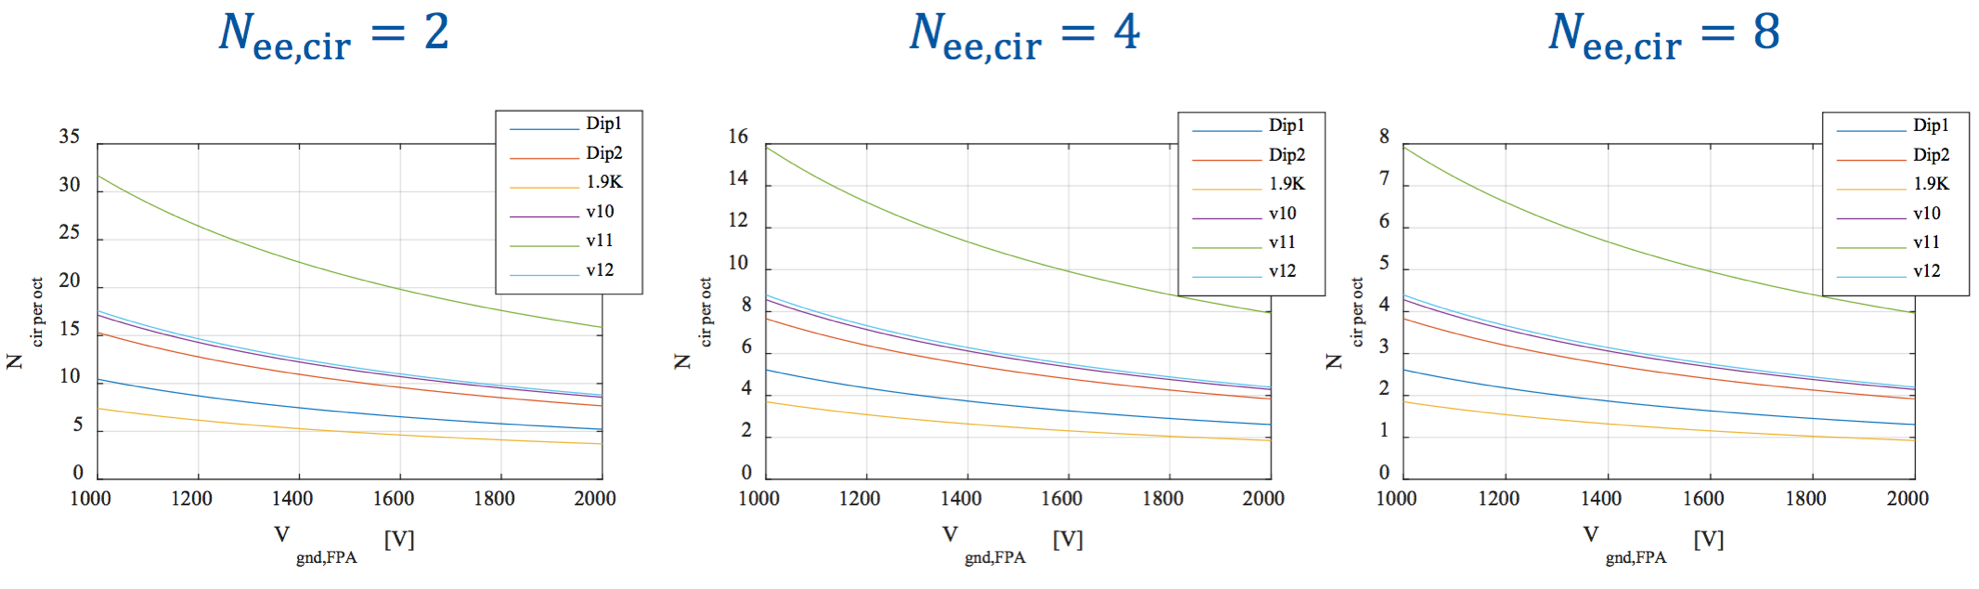 N_ee,cir = 2
35
30
25
20
15
10
5
0
N cir per oct
1000 1200 1400 1600 1800 2000
V gnd,FPA [V]
Dip1
Dip2
1.9K
v10
v11
v12
N_ee,cir = 4
16
14
12
10
8
6
4
2
0
N cir per oct
1000 1200 1400 1600 1800 2000
V gnd,FPA [V]
Dip1
Dip2
1.9K
v10
v11
v12
N_ee,cir = 8
8
7
6
5
4
3
2
1
0
N cir per oct
1000 1200 1400 1600 1800 2000
V gnd,FPA [V]
Dip1
Dip2
1.9K
v10
v11
v12